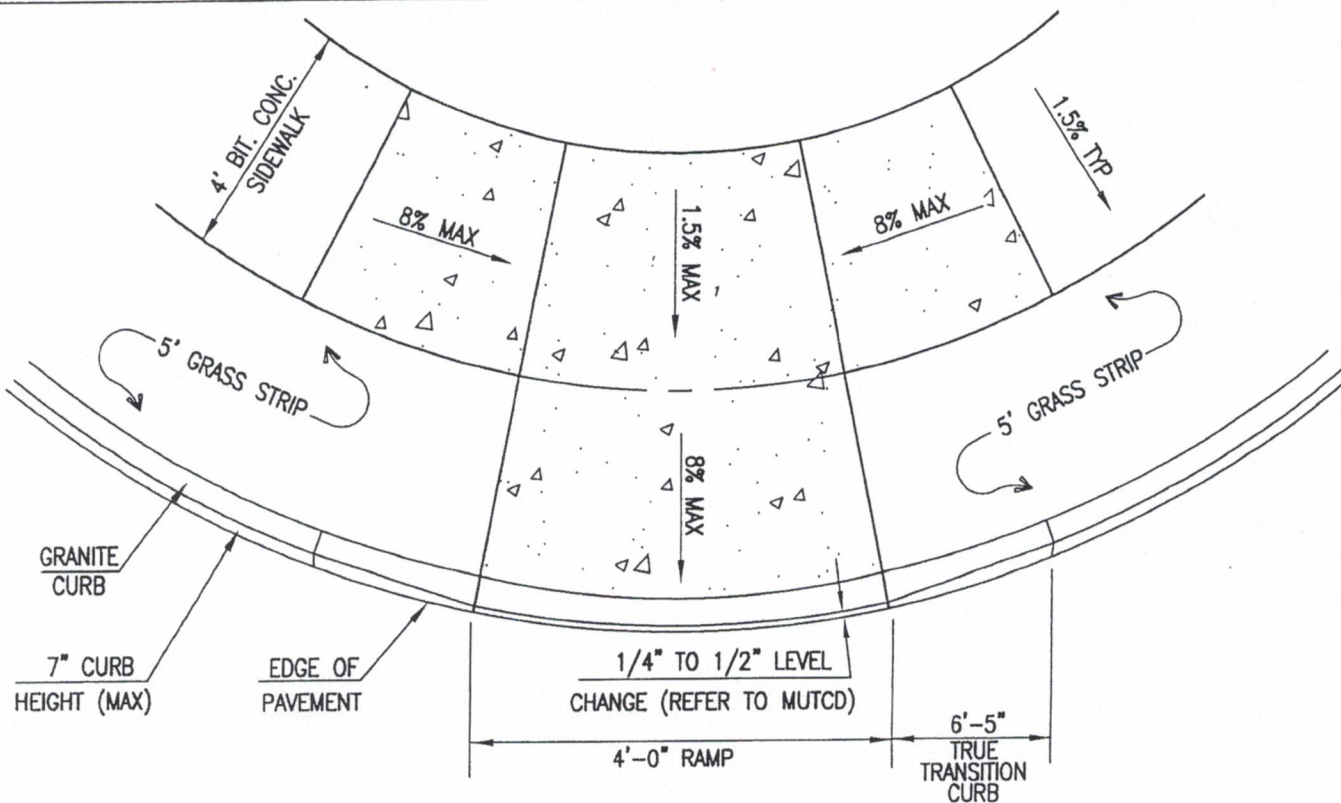 4' BIT. CONC.
SIDEWALK
8% MAX
1.5% MAX
8% MAX
1.5% TYP
5' GRASS STRIP
5' GRASS STRIP
8% MAX
GRANITE
CURB
7" CURB
HEIGHT (MAX)
EDGE OF
PAVEMENT
1/4" TO 1/2" LEVEL
CHANGE (REFER TO MUTCD)
4'-0" RAMP
6'-5"
TRUE
TRANSITION
CURB